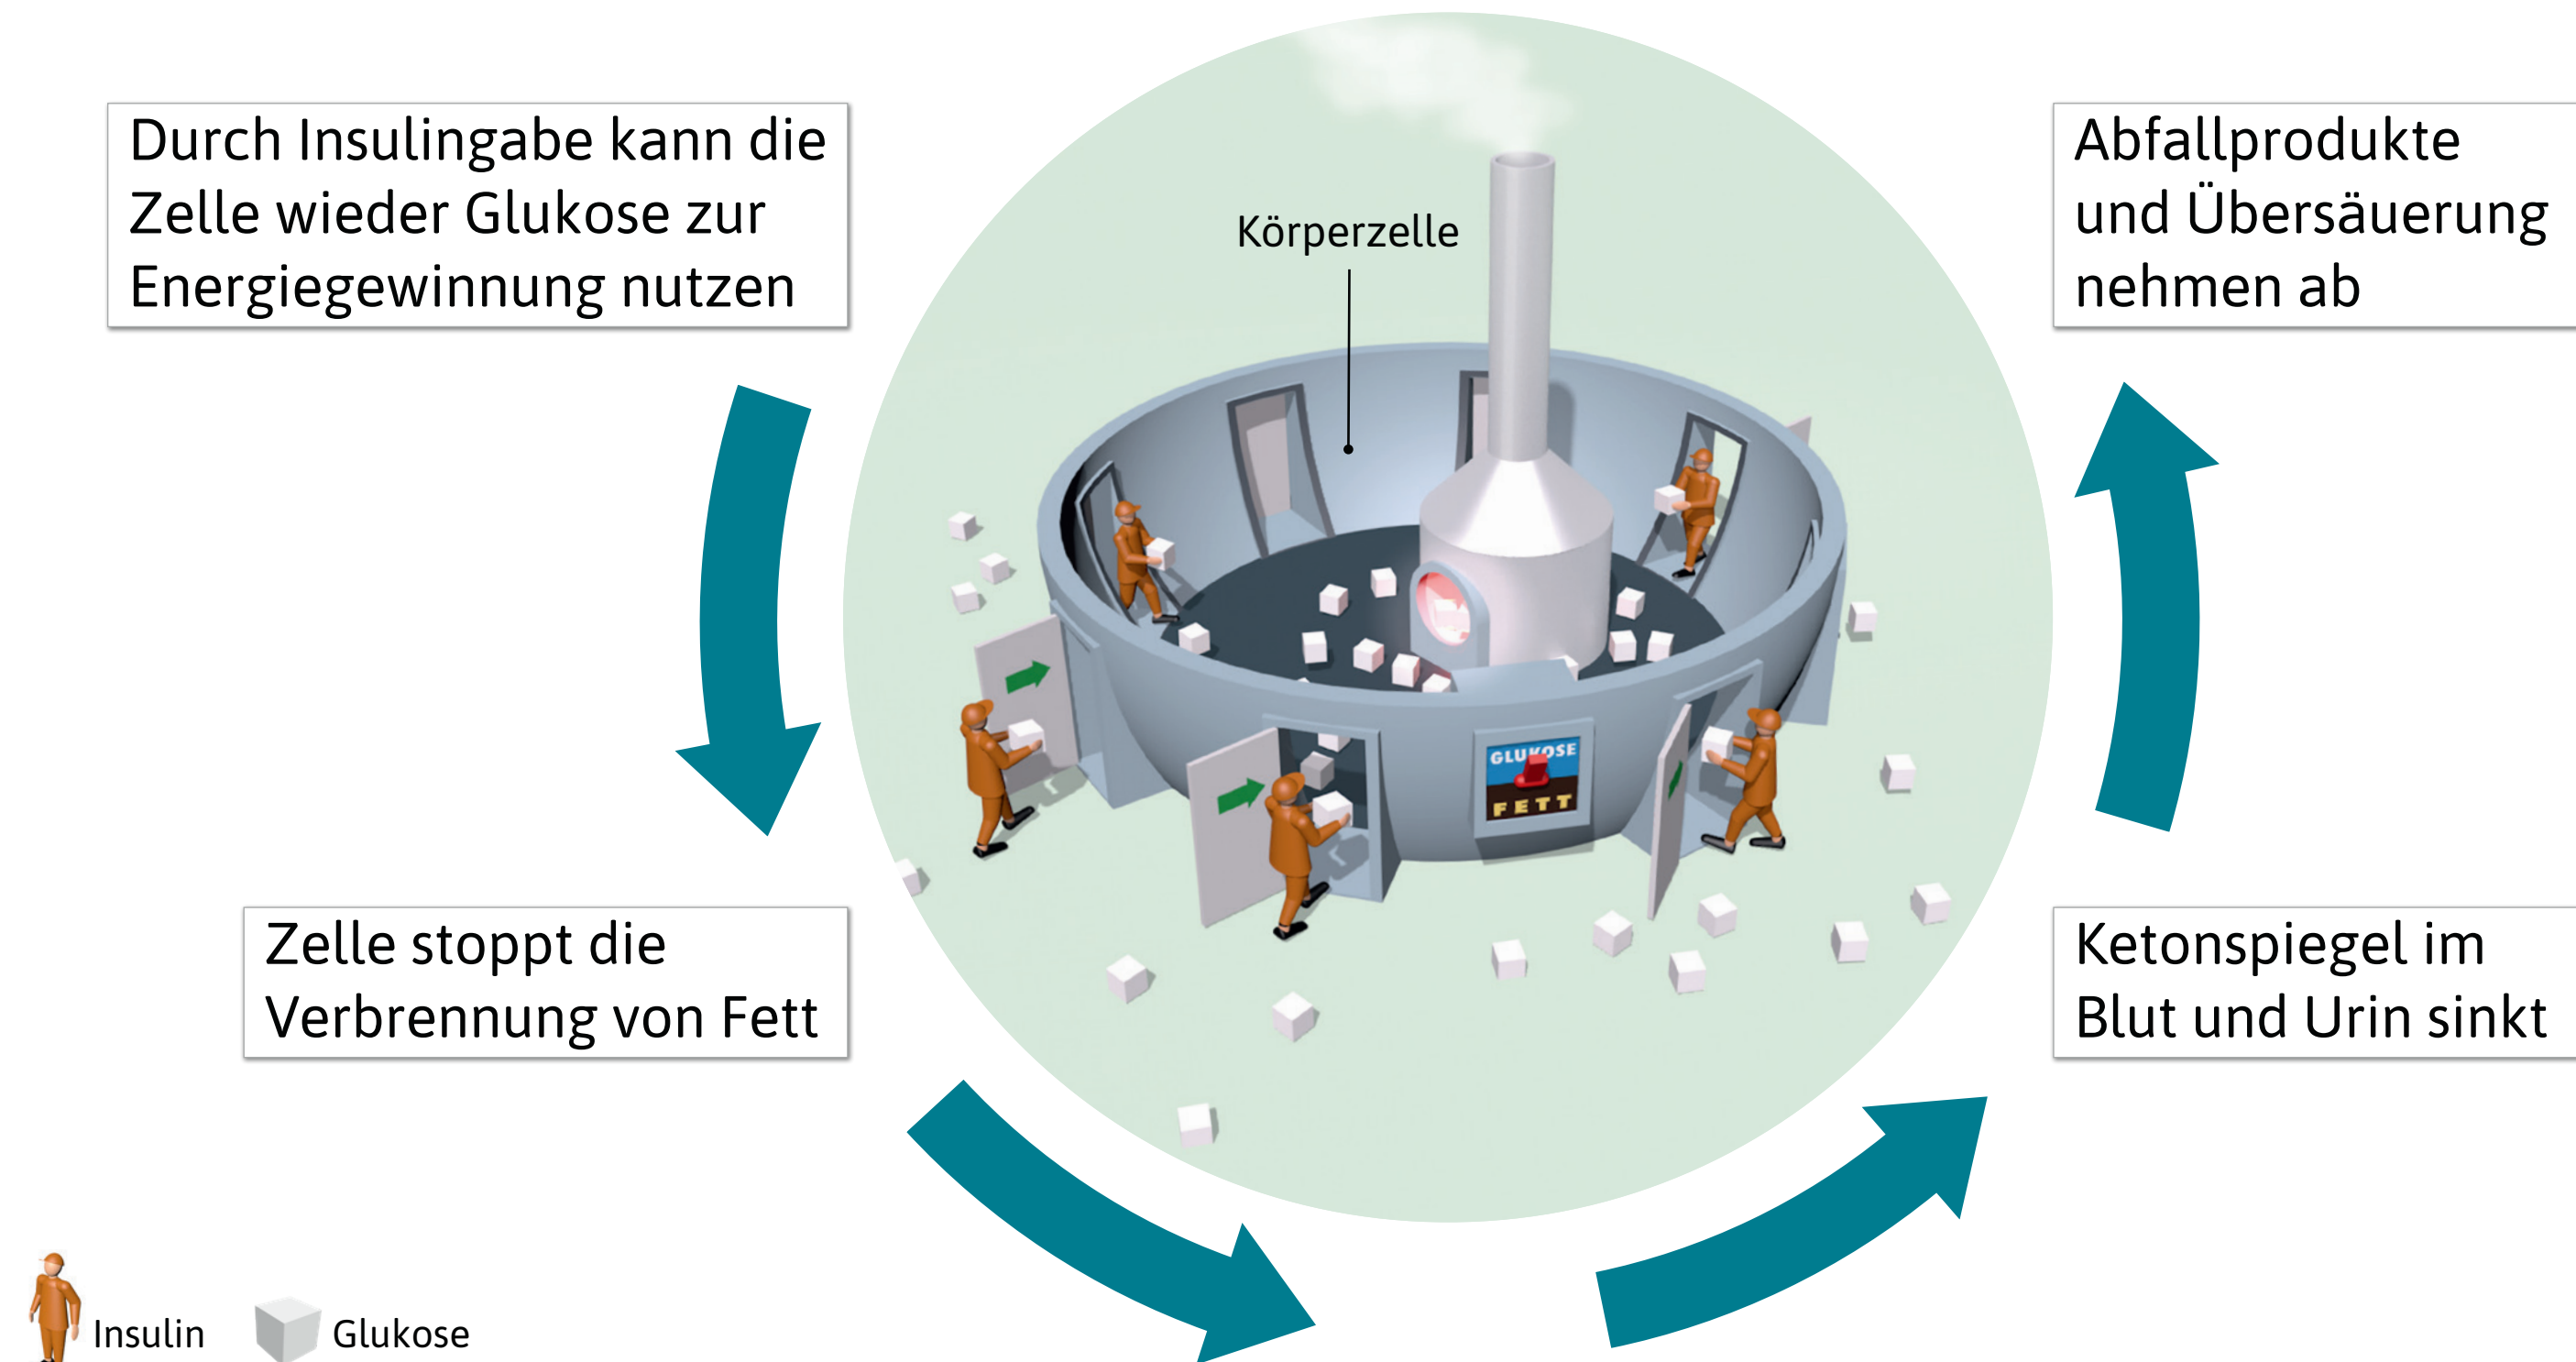 Durch Insulingabe kann die
Zelle wieder Glukose zur
Energiegewinnung nutzen
Körperzelle
Abfallprodukte
und Übersäuerung
nehmen ab
GLUKOSE
FETT
Zelle stoppt die
Verbrennung von Fett
Ketonspiegel im
Blut und Urin sinkt
Insulin
Glukose